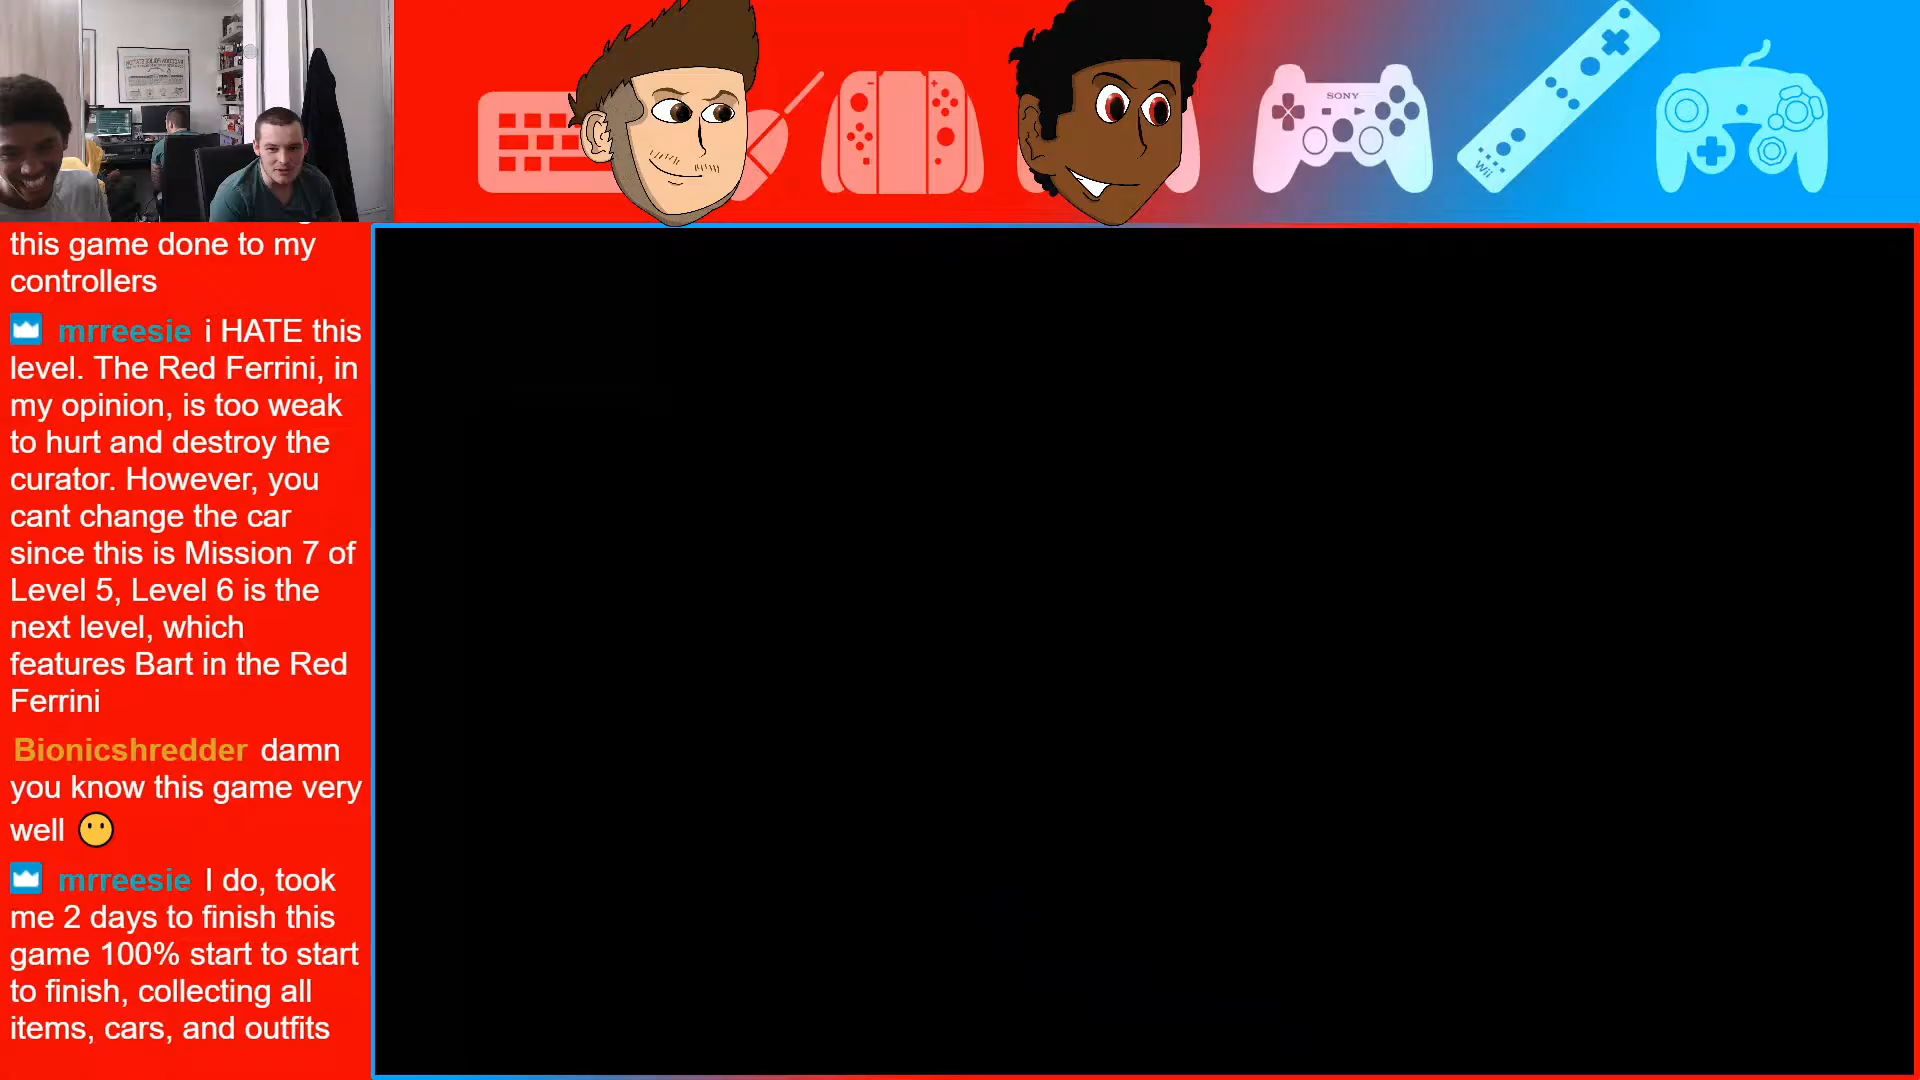 SONY
Wii
this game done to my
controllers
mrreesie i HATE this
level. The Red Ferrini, in
my opinion, is too weak
to hurt and destroy the
curator. However, you
cant change the car
since this is Mission 7 of
Level 5, Level 6 is the
next level, which
features Bart in the Red
Ferrini
Bionicshredder damn
you know this game very
well
mrreesie I do, took
me 2 days to finish this
game 100% start to start
to finish, collecting all
items, cars, and outfits